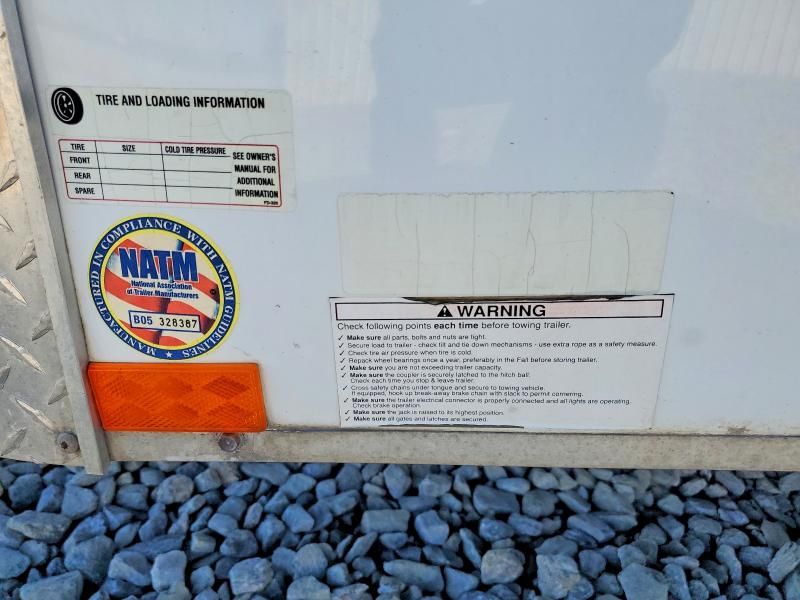 TIRE AND LOADING INFORMATION
TIRE SIZE COLD TIRE PRESSURE
FRONT
REAR
SPARE
SEE OWNER'S
MANUAL FOR
ADDITIONAL
INFORMATION
MANUFACTURED IN COMPLIANCE WITH NATM GUIDELINES
NATM
National Association
of Trailer Manufacturers
B05 328387
WARNING
Check following points each time before towing trailer.
✓ Make sure all parts, bolts and nuts are tight.
✓ Secure load to trailer - check tilt and tie down mechanisms - use extra rope as a safety measure.
✓ Check tire air pressure when tire is cold.
✓ Repack wheel bearings once a year, preferably in the Fall before storing trailer.
✓ Make sure you are not exceeding trailer capacity.
✓ Make sure the coupler is securely latched to the hitch ball.
Check each time you stop & leave trailer.
✓ Cross safety chains under tongue and secure to towing vehicle.
If equipped, hook up break-away brake chain with slack to permit cornering.
✓ Make sure the trailer electrical connector is properly connected and all lights are operating.
Check brake operation.
✓ Make sure the jack is raised to its highest position.
✓ Make sure all gates and latches are secured.